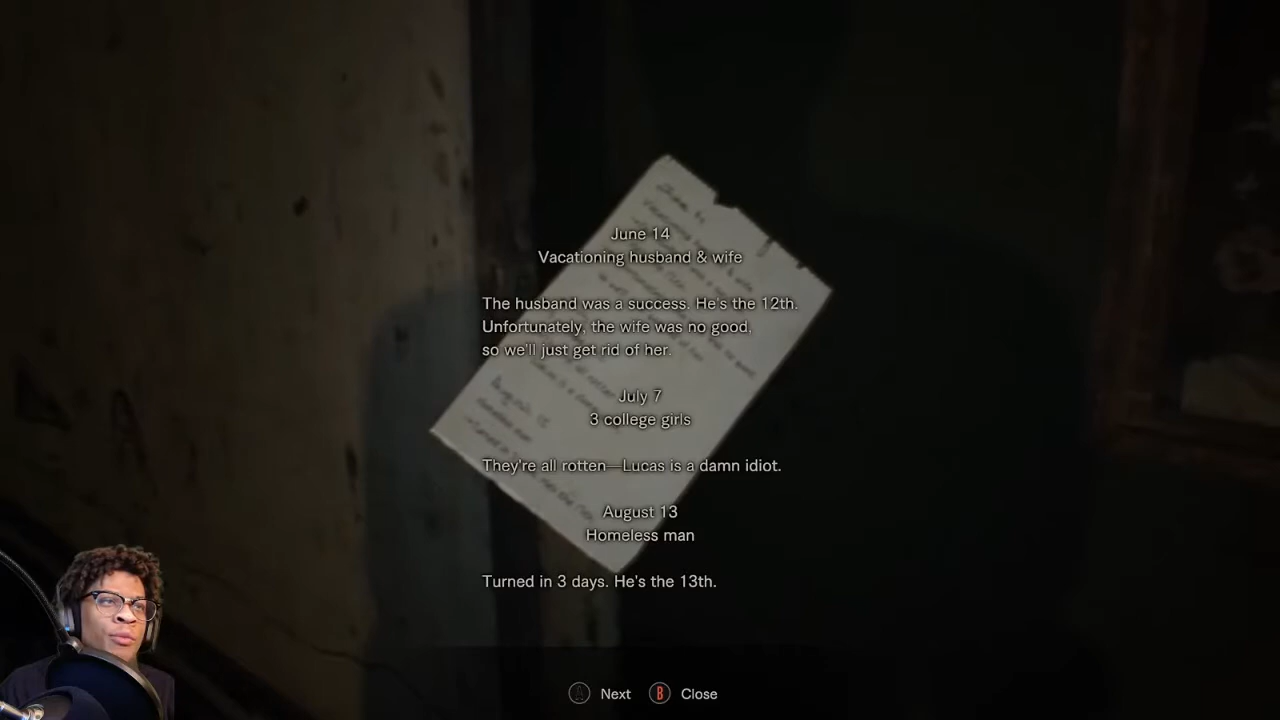 June 14
Vacationing husband & wife
The husband was a success. He's the 12th.
Unfortunately, the wife was no good,
so we'll just get rid of her.
July 7
3 college girls
They're all rotten—Lucas is a damn idiot.
August 13
Homeless man
Turned in 3 days. He's the 13th.
A Next B Close